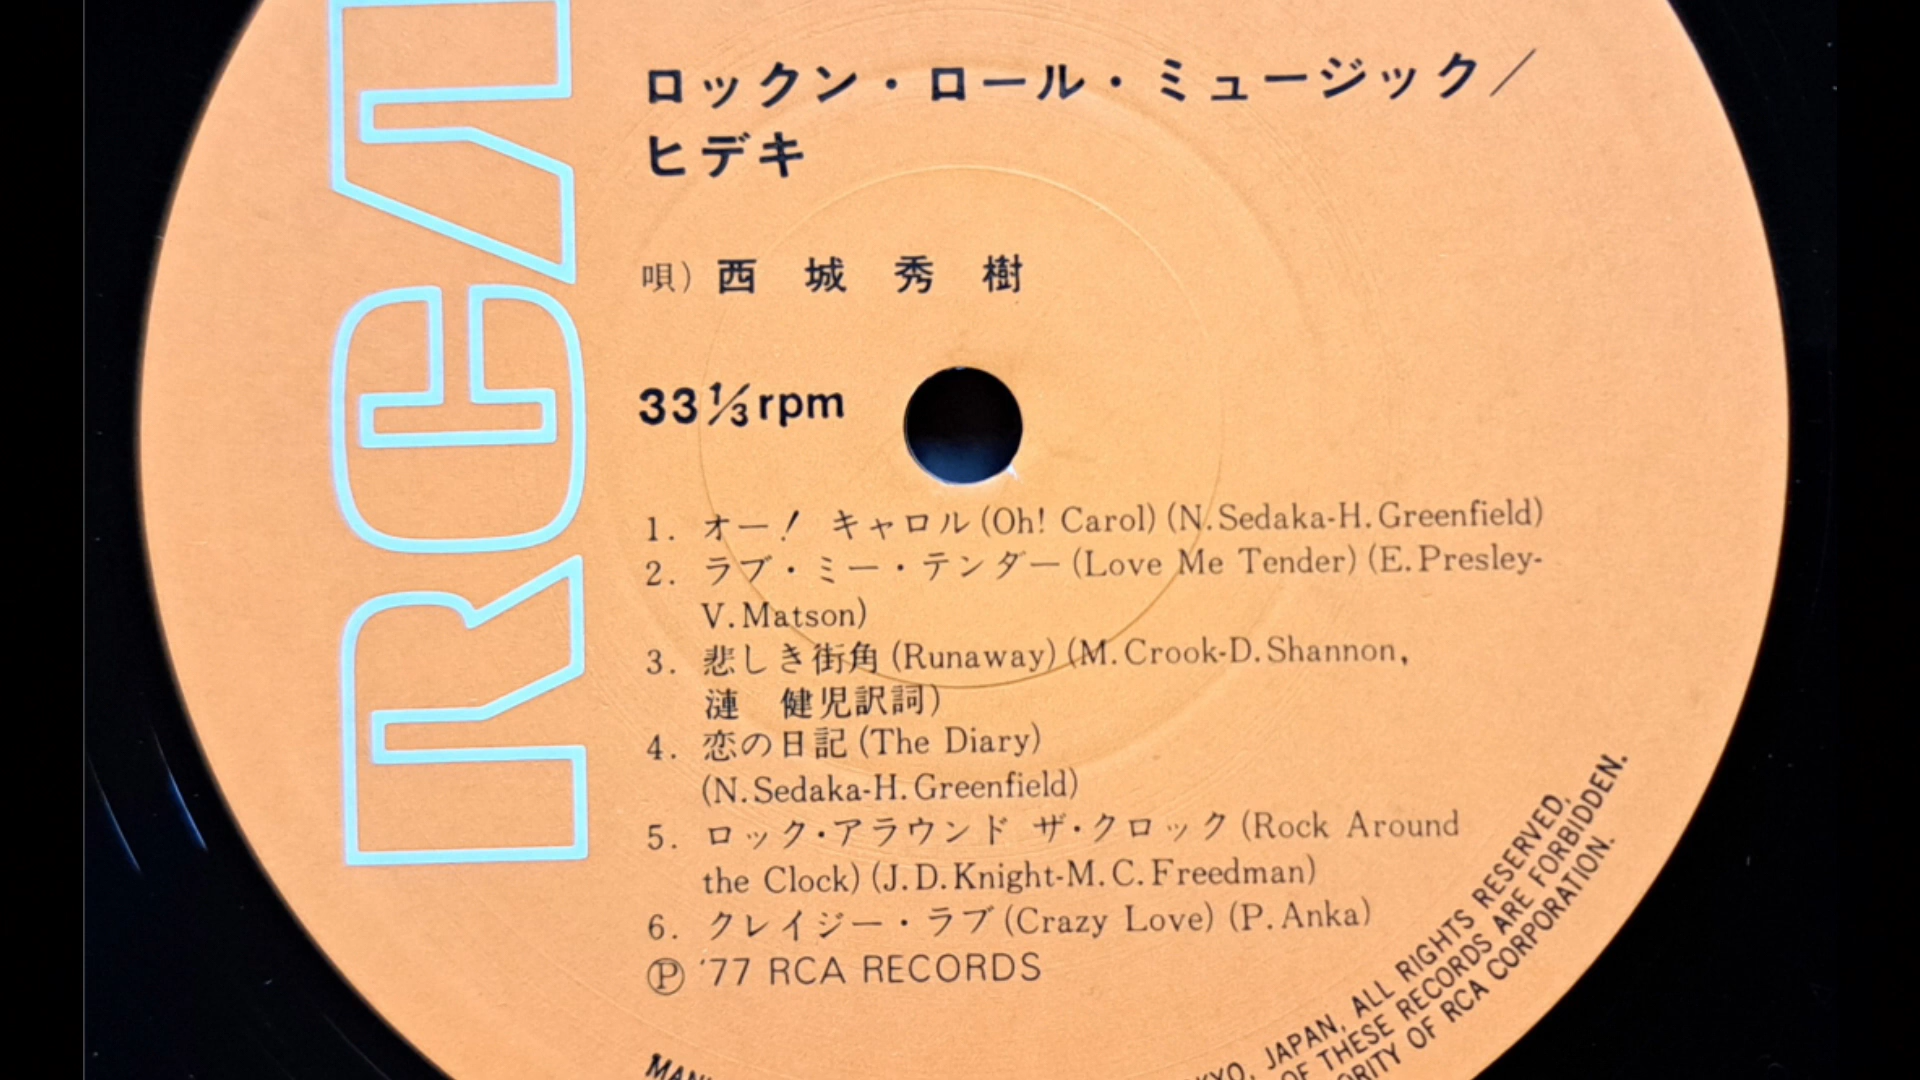 RCA
ロックン・ロール・ミュージック／
ヒデキ
唄) 西 城 秀 樹
33⅓rpm
1. オー！ キャロル(Oh! Carol)(N.Sedaka-H.Greenfield)
2. ラブ・ミー・テンダー(Love Me Tender)(E.Presley-
V.Matson)
3. 悲しき街角(Runaway)(M.Crook-D.Shannon,
漣 健児訳詞)
4. 恋の日記(The Diary)
(N.Sedaka-H.Greenfield)
5. ロック・アラウンド ザ・クロック(Rock Around
the Clock)(J.D.Knight-M.C.Freedman)
6. クレイジー・ラブ(Crazy Love)(P.Anka)
Ⓟ '77 RCA RECORDS
JAPAN, ALL RIGHTS RESERVED,
OF THESE RECORDS ARE FORBIDDEN.
OF RCA CORPORATION.